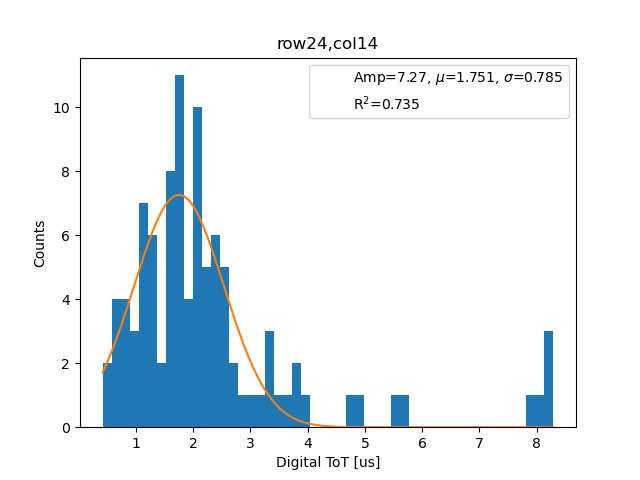 row24,col14
Amp=7.27, μ=1.751, σ=0.785
R²=0.735
Counts
10
8
6
4
2
0
1 2 3 4 5 6 7 8
Digital ToT [us]